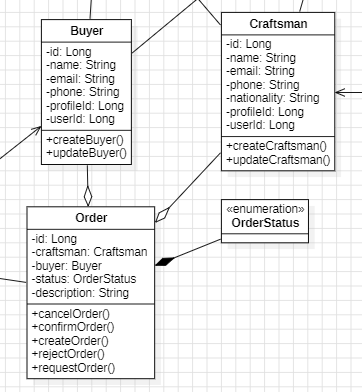 Buyer
-id: Long
-name: String
-email: String
-phone: String
-profileId: Long
-userId: Long
+createBuyer()
+updateBuyer()
Craftsman
-id: Long
-name: String
-email: String
-phone: String
-nationality: String
-profileId: Long
-userId: Long
+createCraftsman()
+updateCraftsman()
Order
-id: Long
-craftsman: Craftsman
-buyer: Buyer
-status: OrderStatus
-description: String
+cancelOrder()
+confirmOrder()
+createOrder()
+rejectOrder()
+requestOrder()
«enumeration»
OrderStatus